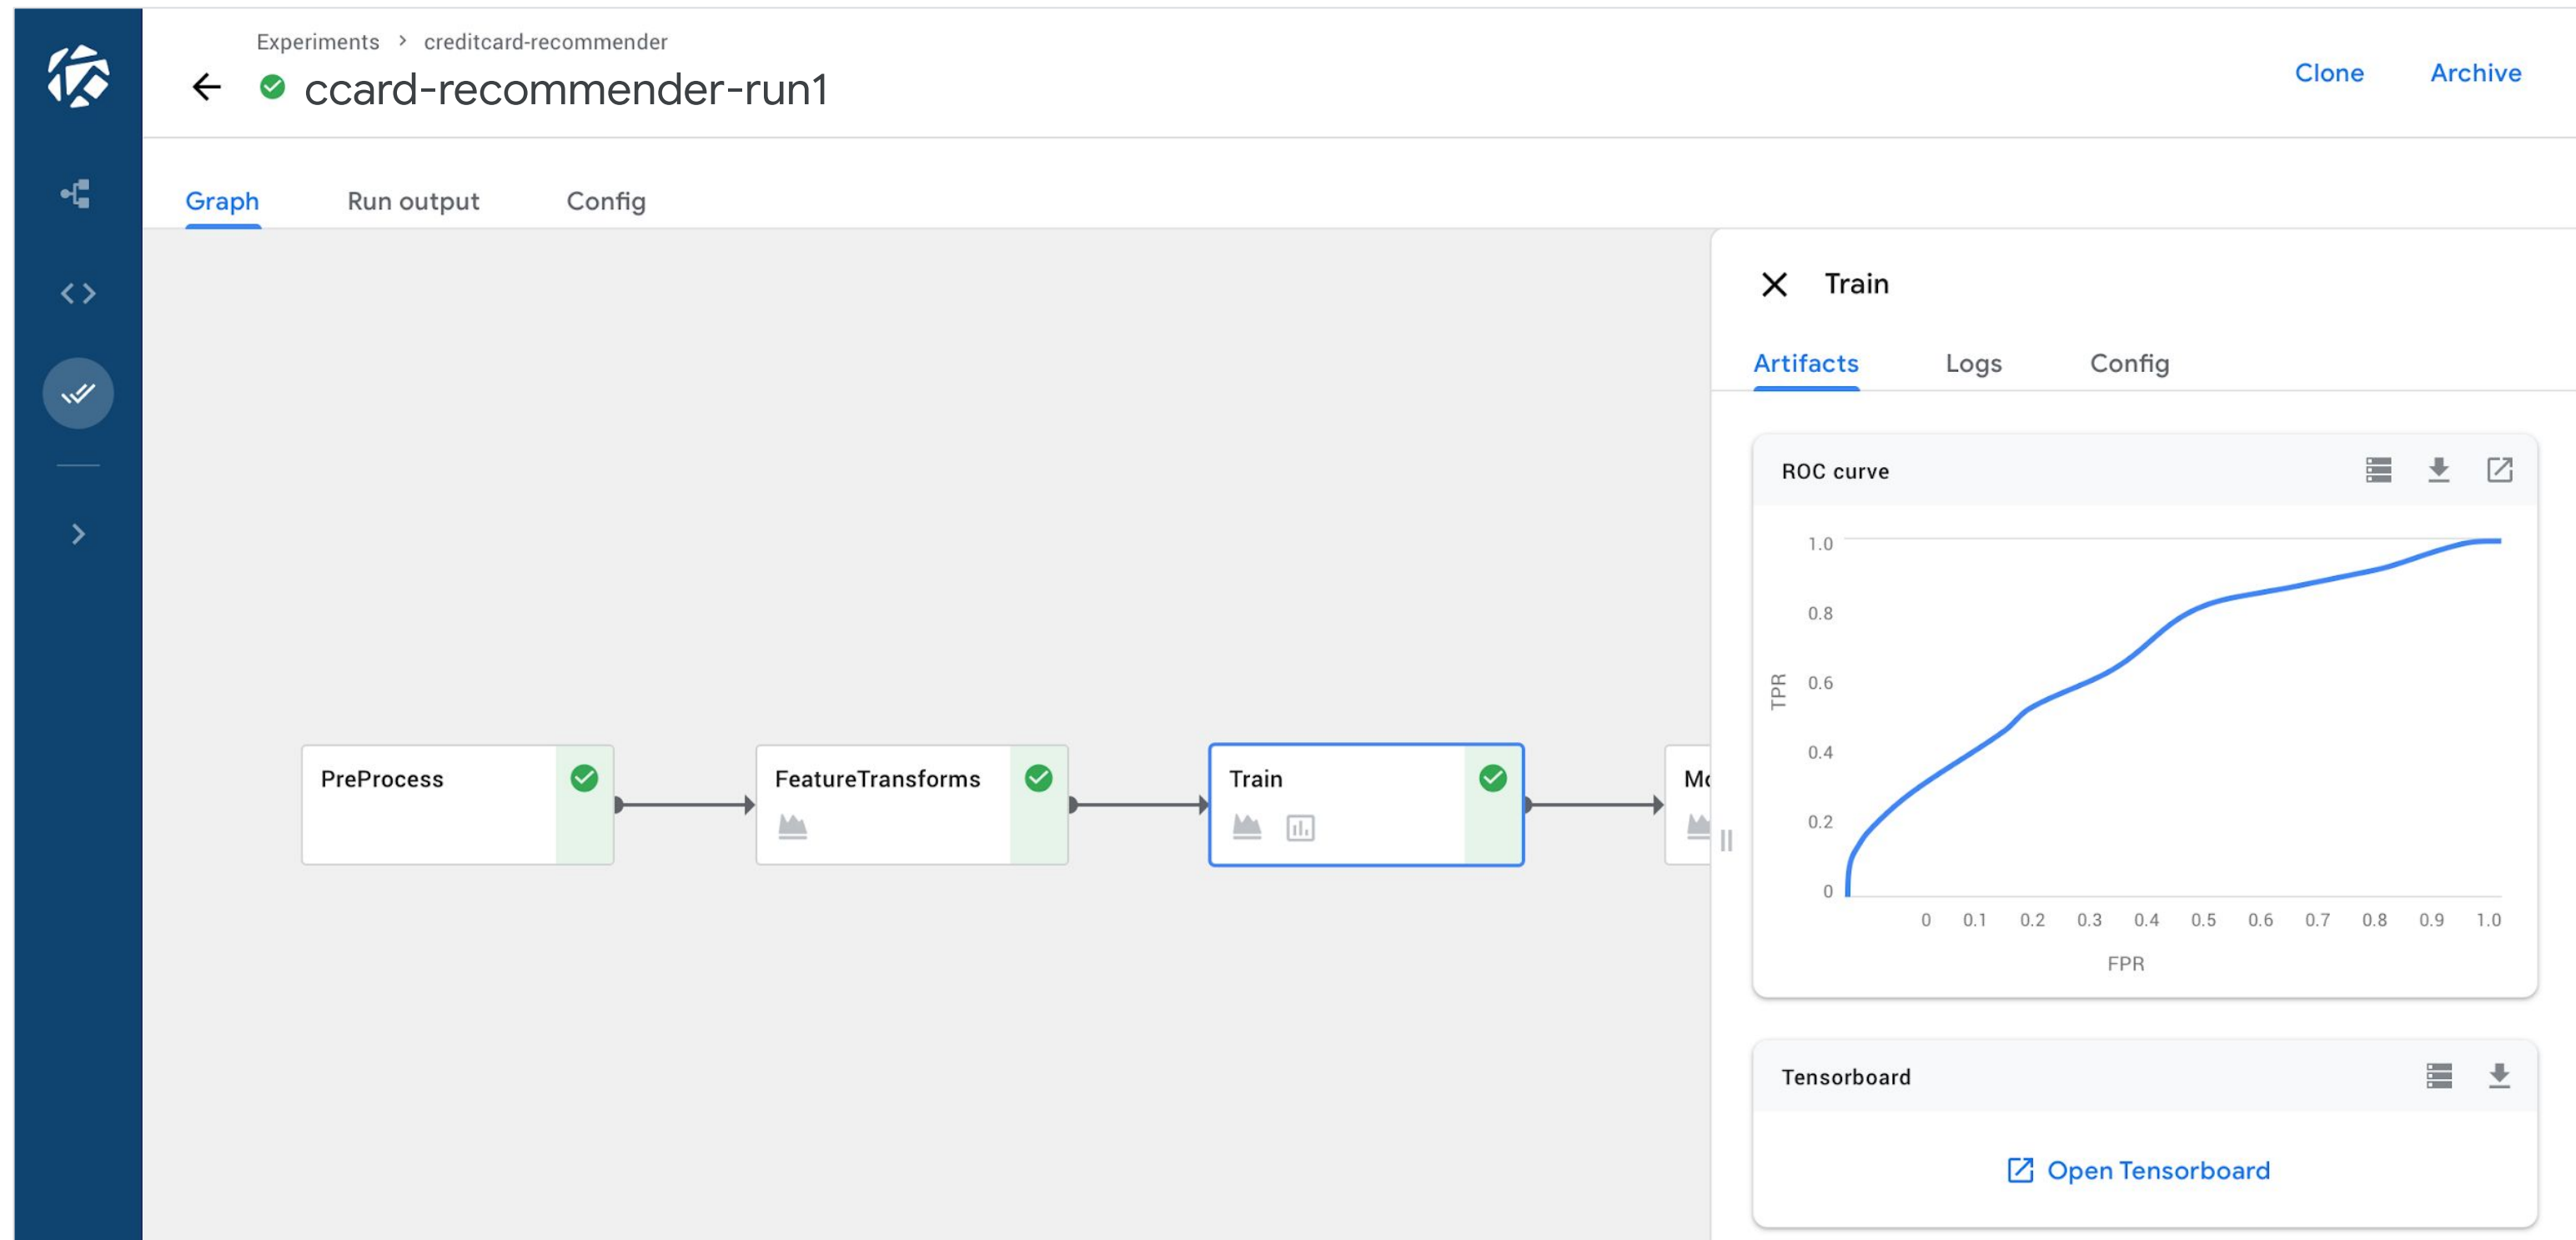 Experiments > creditcard-recommender
ccard-recommender-run1
Clone Archive
Graph Run output Config
PreProcess
FeatureTransforms
Train
Train
Artifacts Logs Config
ROC curve
1.0
0.8
0.6
0.4
0.2
0
TPR
0 0.1 0.2 0.3 0.4 0.5 0.6 0.7 0.8 0.9 1.0
FPR
Tensorboard
Open Tensorboard